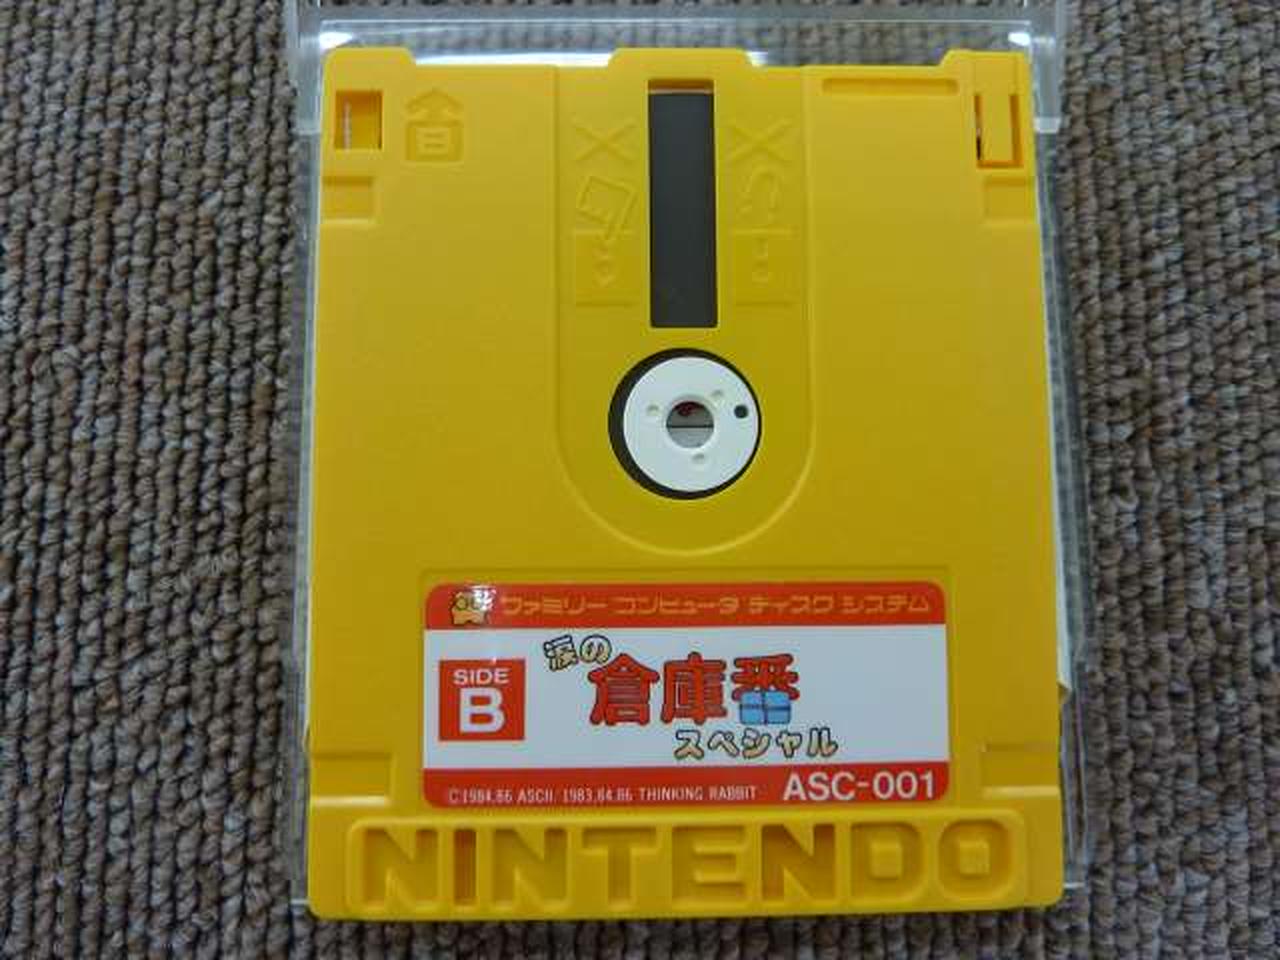 B
ファミリー コンピュータ ディスク システム
SIDE
B
涙の
倉庫番
スペシャル
©1984,86 ASCII, 1983,84,86 THINKING RABBIT
ASC-001
NINTENDO